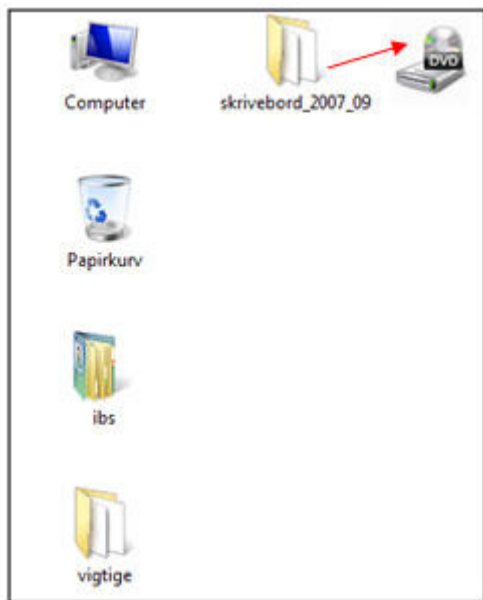 Computer
skrivebord_2007_09
DVD
Papirkurv
ibs
vigtige